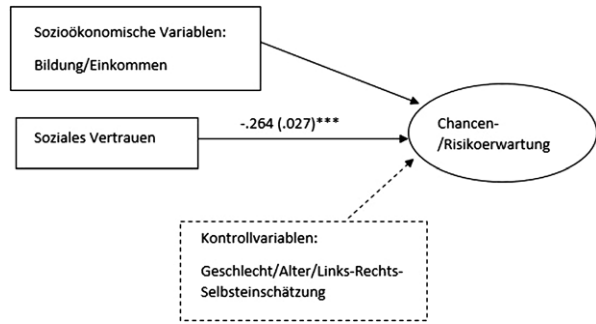 Sozioökonomische Variablen:
Bildung/Einkommen
Soziales Vertrauen
-.264 (.027)***
Chancen-
/Risikoerwartung
Kontrollvariablen:
Geschlecht/Alter/Links-Rechts-
Selbsteinschätzung